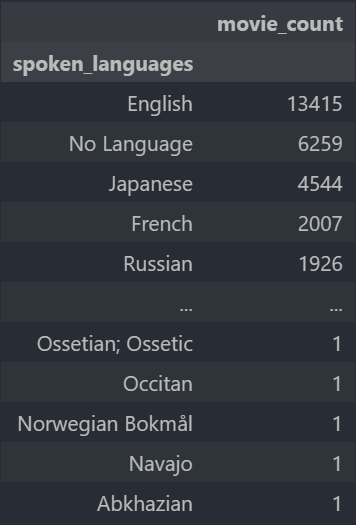 movie_count
spoken_languages
English 13415
No Language 6259
Japanese 4544
French 2007
Russian 1926
... ...
Ossetian; Ossetic 1
Occitan 1
Norwegian Bokmål 1
Navajo 1
Abkhazian 1